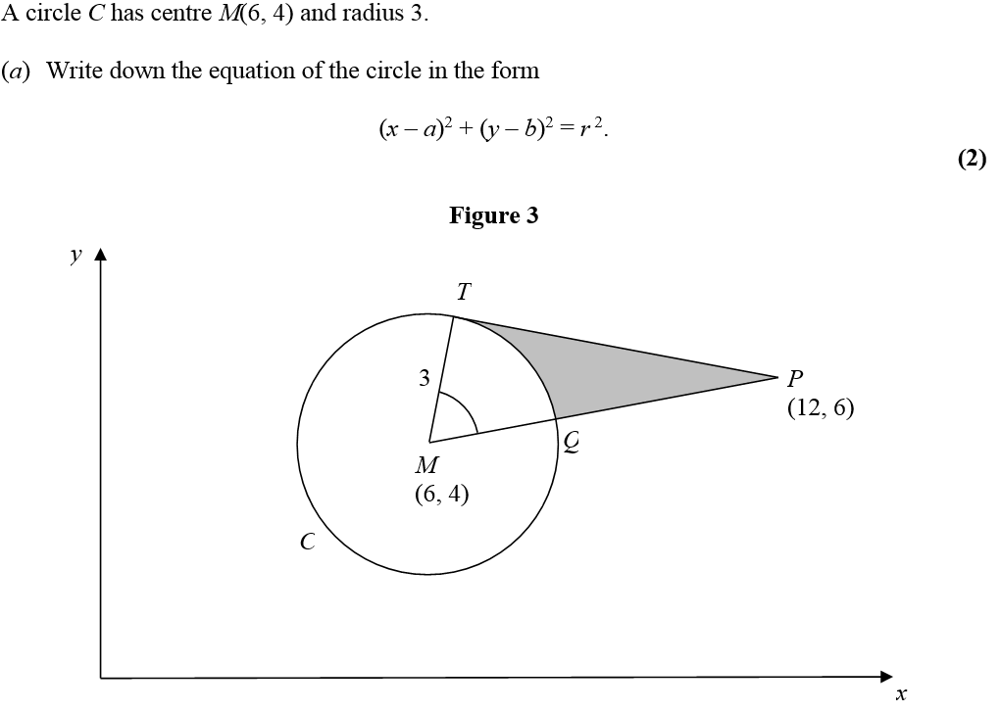 A circle C has centre M(6, 4) and radius 3.
(a) Write down the equation of the circle in the form
(x – a)² + (y – b)² = r².
(2)
Figure 3
y
T
3
P
(12, 6)
Q
M
(6, 4)
C
x